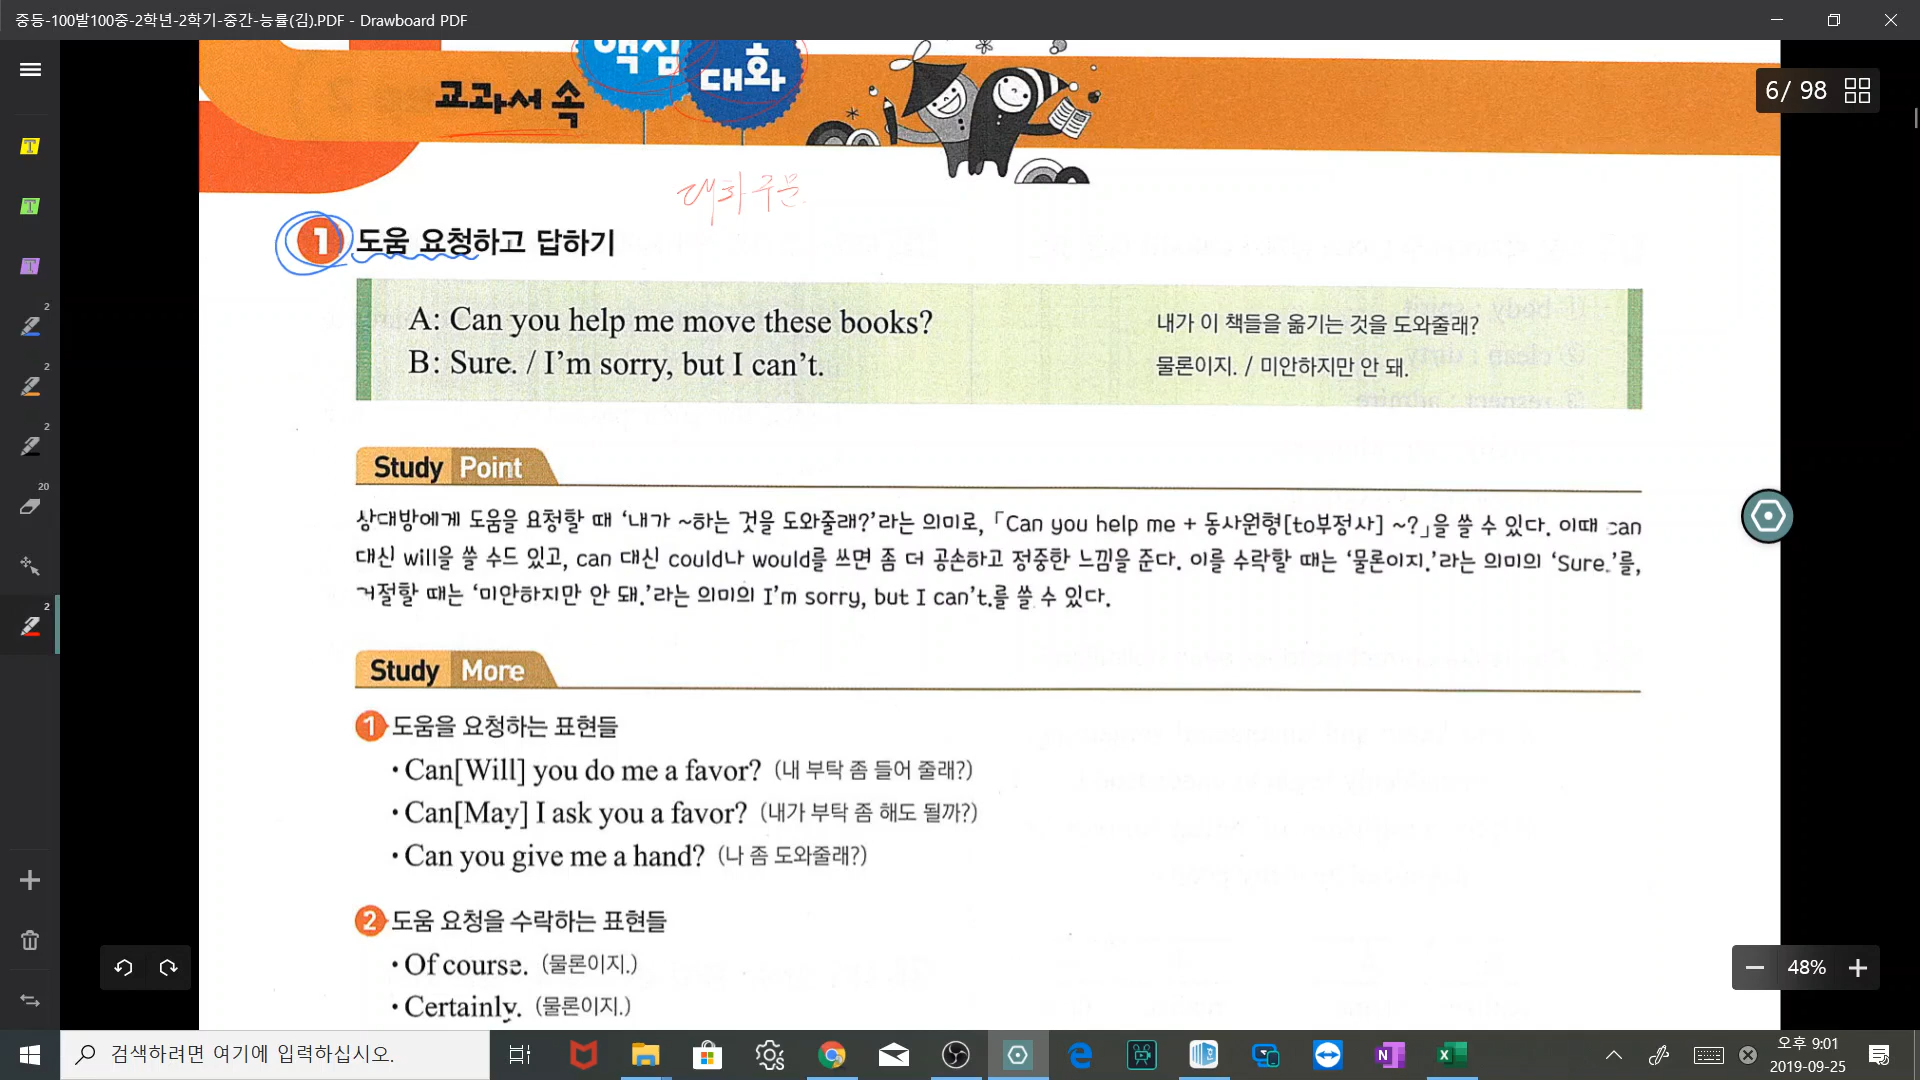 중등-100발100중-2학년-2학기-중간-능률(김).PDF - Drawboard PDF
6/ 98
교과서 속 핵심 대화
대화주문
1 도움 요청하고 답하기
A: Can you help me move these books? 내가 이 책들을 옮기는 것을 도와줄래?
B: Sure. / I'm sorry, but I can't. 물론이지. / 미안하지만 안 돼.
Study Point
상대방에게 도움을 요청할 때 '내가 ~하는 것을 도와줄래?'라는 의미로, 「Can you help me + 동사원형[to부정사] ~?」을 쓸 수 있다. 이때 can
대신 will을 쓸 수드 있고, can 대신 could나 would를 쓰면 좀 더 공손하고 정중한 느낌을 준다. 이를 수락할 때는 '물론이지.'라는 의미의 'Sure.'를,
거절할 때는 '미안하지만 안 돼.'라는 의미의 I'm sorry, but I can't.를 쓸 수 있다.
Study More
1 도움을 요청하는 표현들
• Can[Will] you do me a favor? (내 부탁 좀 들어 줄래?)
• Can[May] I ask you a favor? (내가 부탁 좀 해도 될까?)
• Can you give me a hand? (나 좀 도와줄래?)
2 도움 요청을 수락하는 표현들
• Of course. (물론이지.)
• Certainly. (물론이지.)
2
2
2
20
2
48%
검색하려면 여기에 입력하십시오.
오후 9:01
2019-09-25